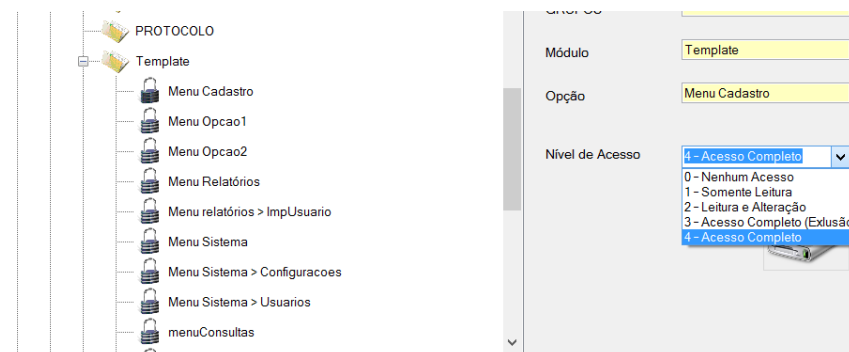 PROTOCOLO
Template
Menu Cadastro
Menu Opcao1
Menu Opcao2
Menu Relatórios
Menu relatórios > ImpUsuario
Menu Sistema
Menu Sistema > Configuracoes
Menu Sistema > Usuarios
menuConsultas
GRUPOS
Módulo
Template
Opção
Menu Cadastro
Nível de Acesso
4 - Acesso Completo
0 - Nenhum Acesso
1 - Somente Leitura
2 - Leitura e Alteração
3 - Acesso Completo (Exlusão
4 - Acesso Completo